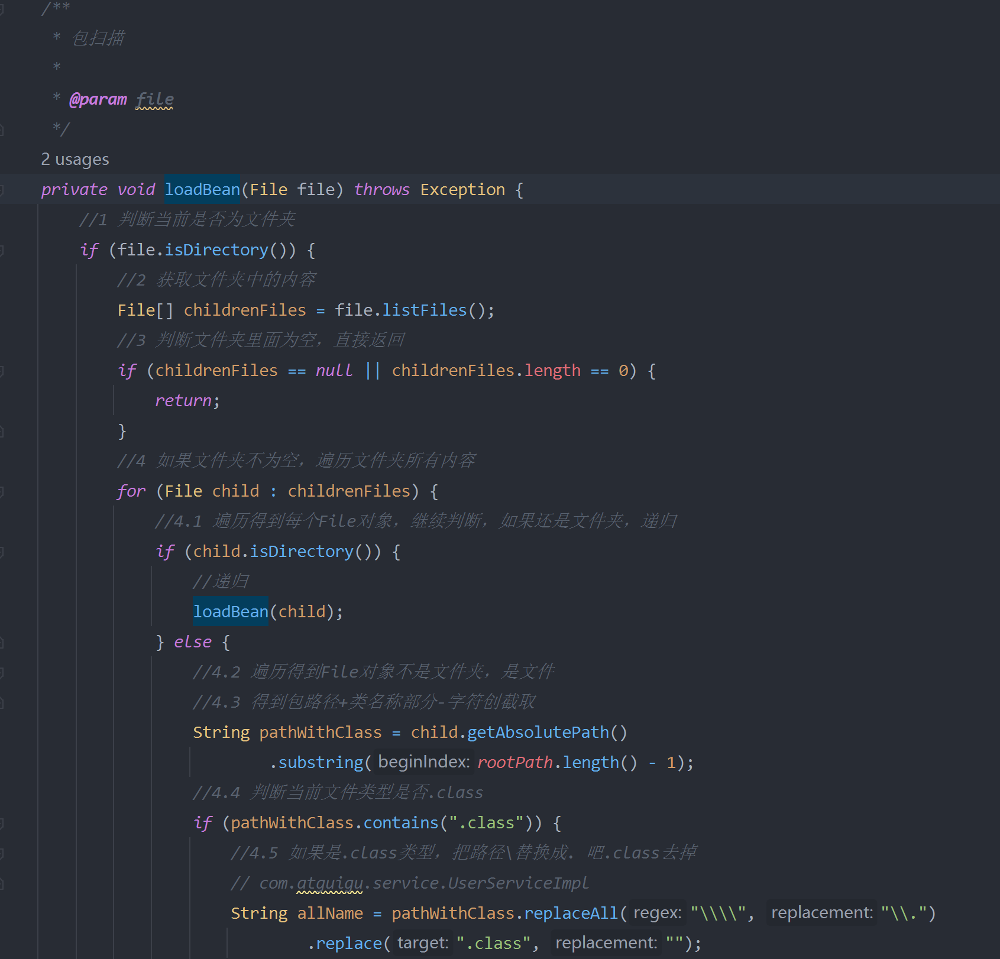 /**
 * 包扫描
 *
 * @param file
 */
2 usages
private void loadBean(File file) throws Exception {
    //1 判断当前是否为文件夹
    if (file.isDirectory()) {
        //2 获取文件夹中的内容
        File[] childrenFiles = file.listFiles();
        //3 判断文件夹里面为空，直接返回
        if (childrenFiles == null || childrenFiles.length == 0) {
            return;
        }
        //4 如果文件夹不为空，遍历文件夹所有内容
        for (File child : childrenFiles) {
            //4.1 遍历得到每个File对象，继续判断，如果还是文件夹，递归
            if (child.isDirectory()) {
                //递归
                loadBean(child);
            } else {
                //4.2 遍历得到File对象不是文件夹，是文件
                //4.3 得到包路径+类名称部分-字符创截取
                String pathWithClass = child.getAbsolutePath()
                        .substring( beginIndex: rootPath.length() - 1);
                //4.4 判断当前文件类型是否.class
                if (pathWithClass.contains(".class")) {
                    //4.5 如果是.class类型，把路径\替换成. 吧.class去掉
                    // com.atguigu.service.UserServiceImpl
                    String allName = pathWithClass.replaceAll( regex: "\\\\", replacement: "\\.")
                            .replace( target: ".class", replacement: "");